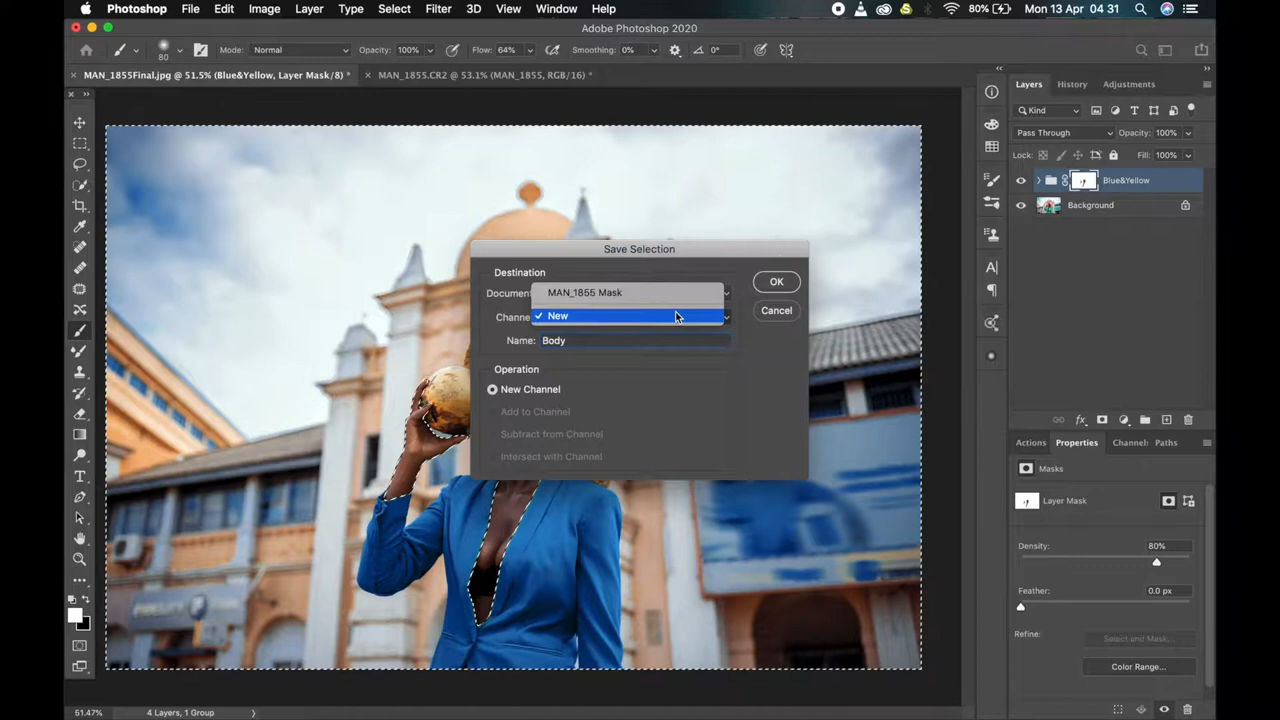 Photoshop File Edit Image Layer Type Select Filter 3D View Window Help 80% Mon 13 Apr 04 31
Adobe Photoshop 2020
80 Mode: Normal Opacity: 100% Flow: 64% Smoothing: 0% 0°
MAN_1855Final.jpg @ 51.5% (Blue&Yellow, Layer Mask/8) * MAN_1855.CR2 @ 53.1% (MAN_1855, RGB/16) *
Layers History Adjustments
Kind
Pass Through Opacity: 100%
Lock: Fill: 100%
Blue&Yellow
Background
Save Selection
Destination
Document
MAN_1855 Mask
Channe
New
Name: Body
OK
Cancel
Operation
New Channel
Add to Channel
Subtract from Channel
Intersect with Channel
Actions Properties Channel Paths
Masks
Layer Mask
Density: 80%
Feather: 0.0 px
Refine: Select and Mask...
Color Range...
51.47% 4 Layers, 1 Group